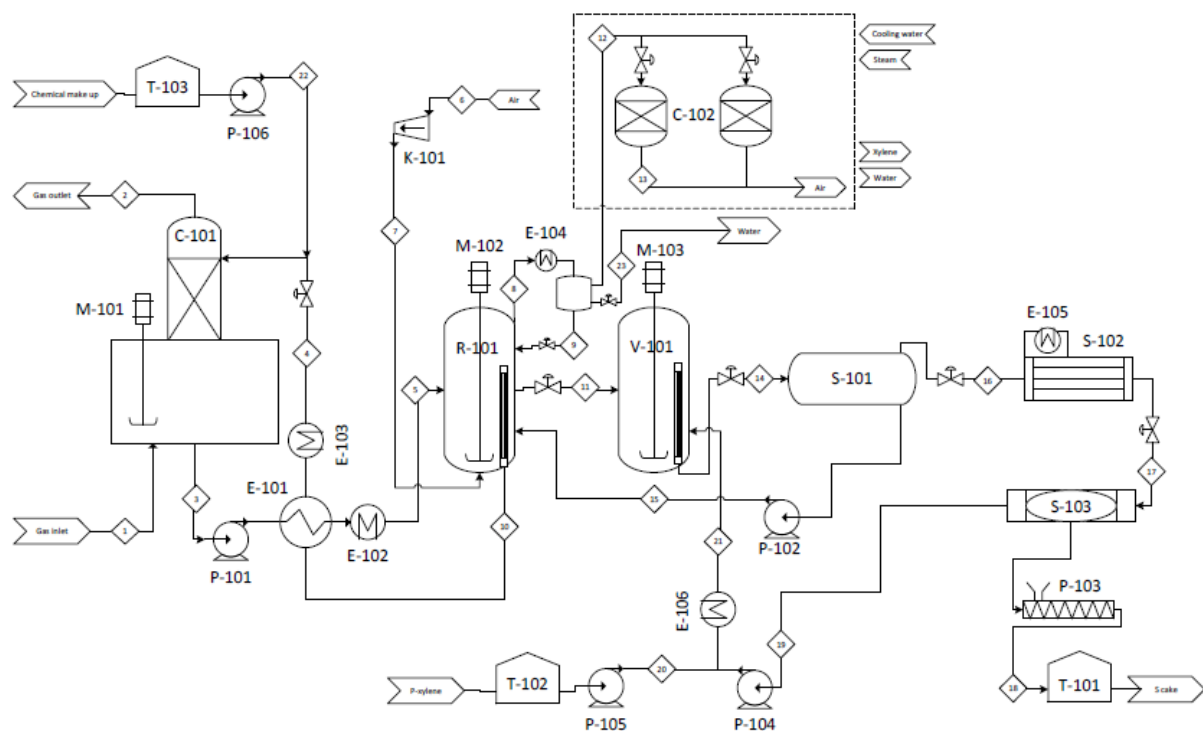 12
Cooling water
Steam
22
T-103
Chemical make up
P-106
6
Air
C-102
K-101
Xylene
13
Water
Air
2
Gas outlet
C-101
7
E-104
M-102
M-103
23
Water
8
M-101
9
E-105
S-102
R-101
V-101
4
5
11
14
S-101
16
E-103
17
3
E-101
15
S-103
Gas inlet
1
10
E-102
P-102
21
P-101
P-103
E-106
19
P-xylene
T-102
20
18
T-101
S cake
P-105
P-104